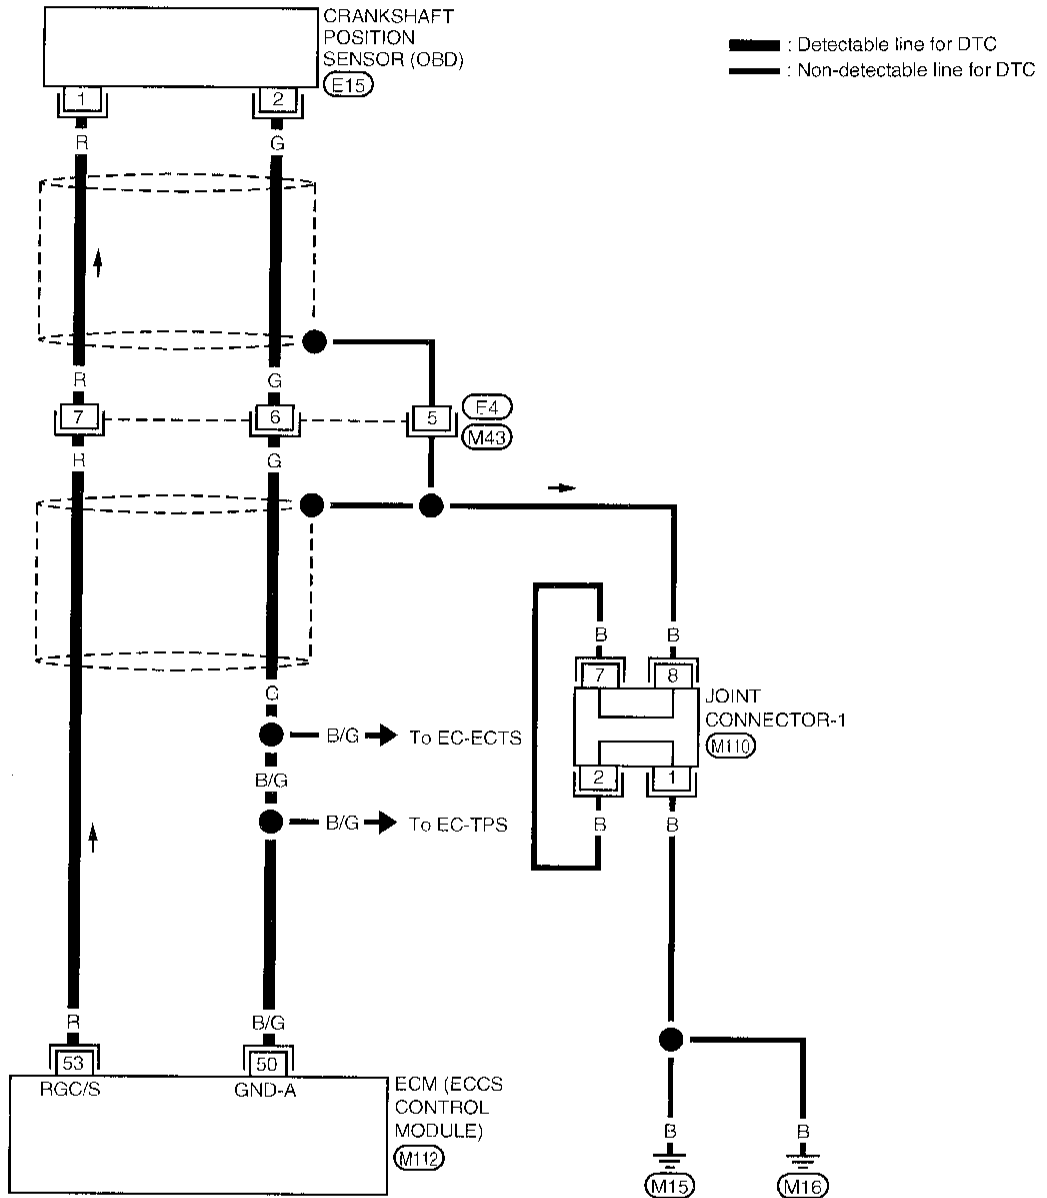 CRANKSHAFT
POSITION
SENSOR (OBD)
E15
: Detectable line for DTC
: Non-detectable line for DTC
1
2
R
G
R
G
7
6
5
E4
M43
R
G
B
B
7
8
JOINT
CONNECTOR-1
M110
G
B/G
To EC-ECTS
B/G
2
1
B/G
To EC-TPS
B
B
R
B/G
53
50
RGC/S
GND-A
ECM (ECCS
CONTROL
MODULE)
M112
B
B
M15
M16